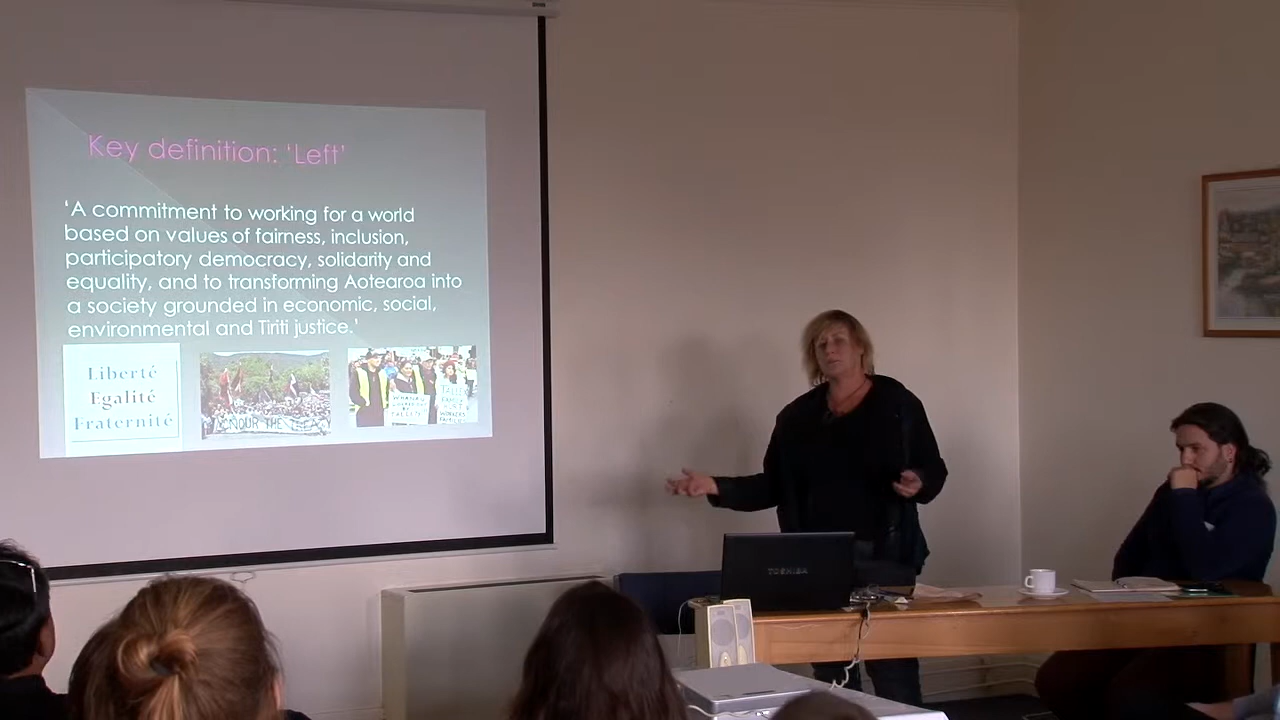 Key definition: ‘Left’
‘A commitment to working for a world
based on values of fairness, inclusion,
participatory democracy, solidarity and
equality, and to transforming Aotearoa into
a society grounded in economic, social,
environmental and Tiriti justice.’
Liberté
Egalité
Fraternité
HONOUR THE TREATY
TOSHIBA